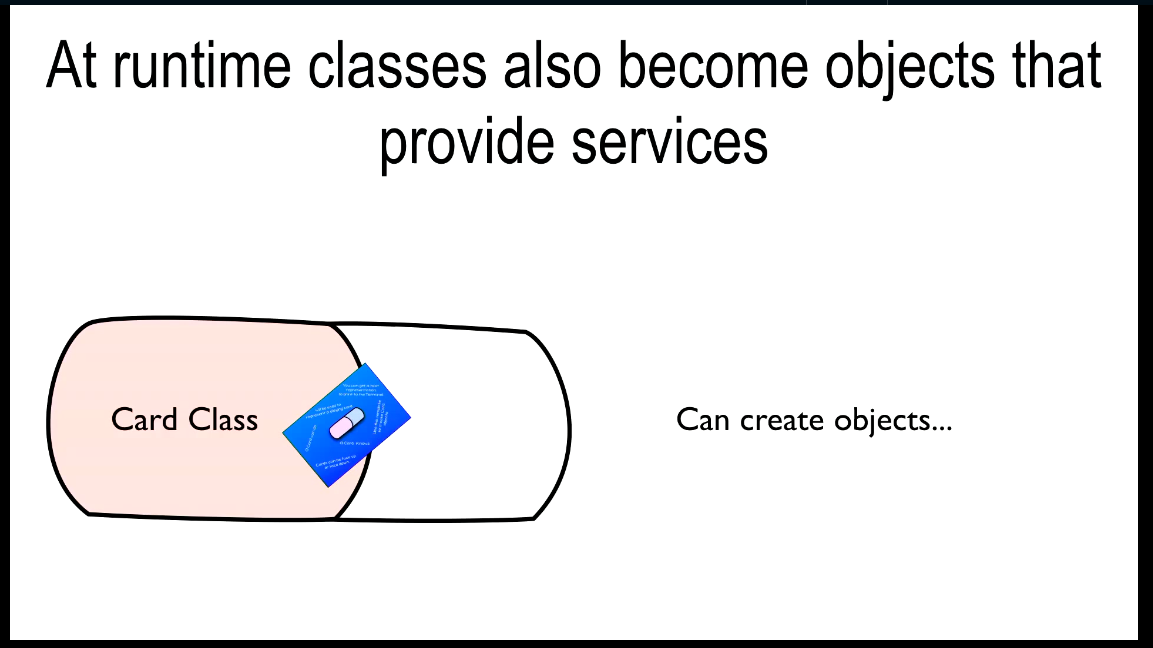 At runtime classes also become objects that
provide services
Card Class
Can create objects...